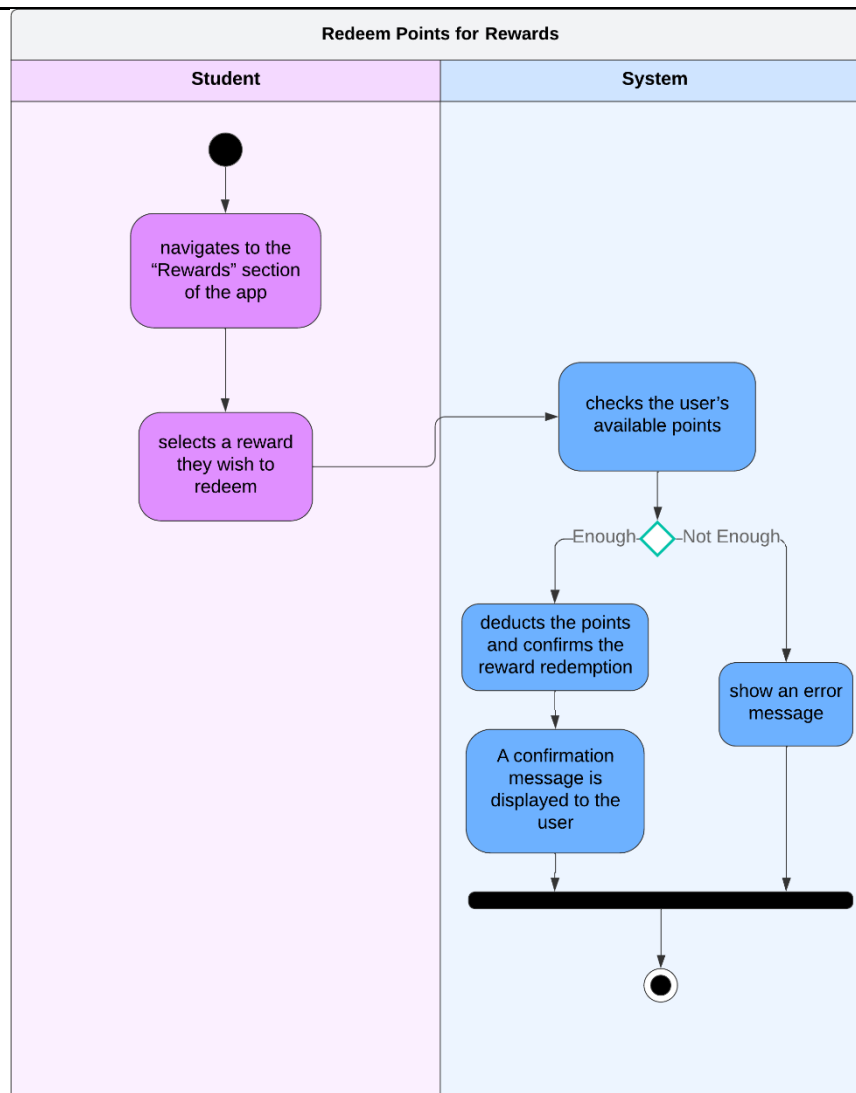 Redeem Points for Rewards
Student
System
navigates to the
“Rewards” section
of the app
selects a reward
they wish to
redeem
checks the user’s
available points
Enough
Not Enough
deducts the points
and confirms the
reward redemption
show an error
message
A confirmation
message is
displayed to the
user